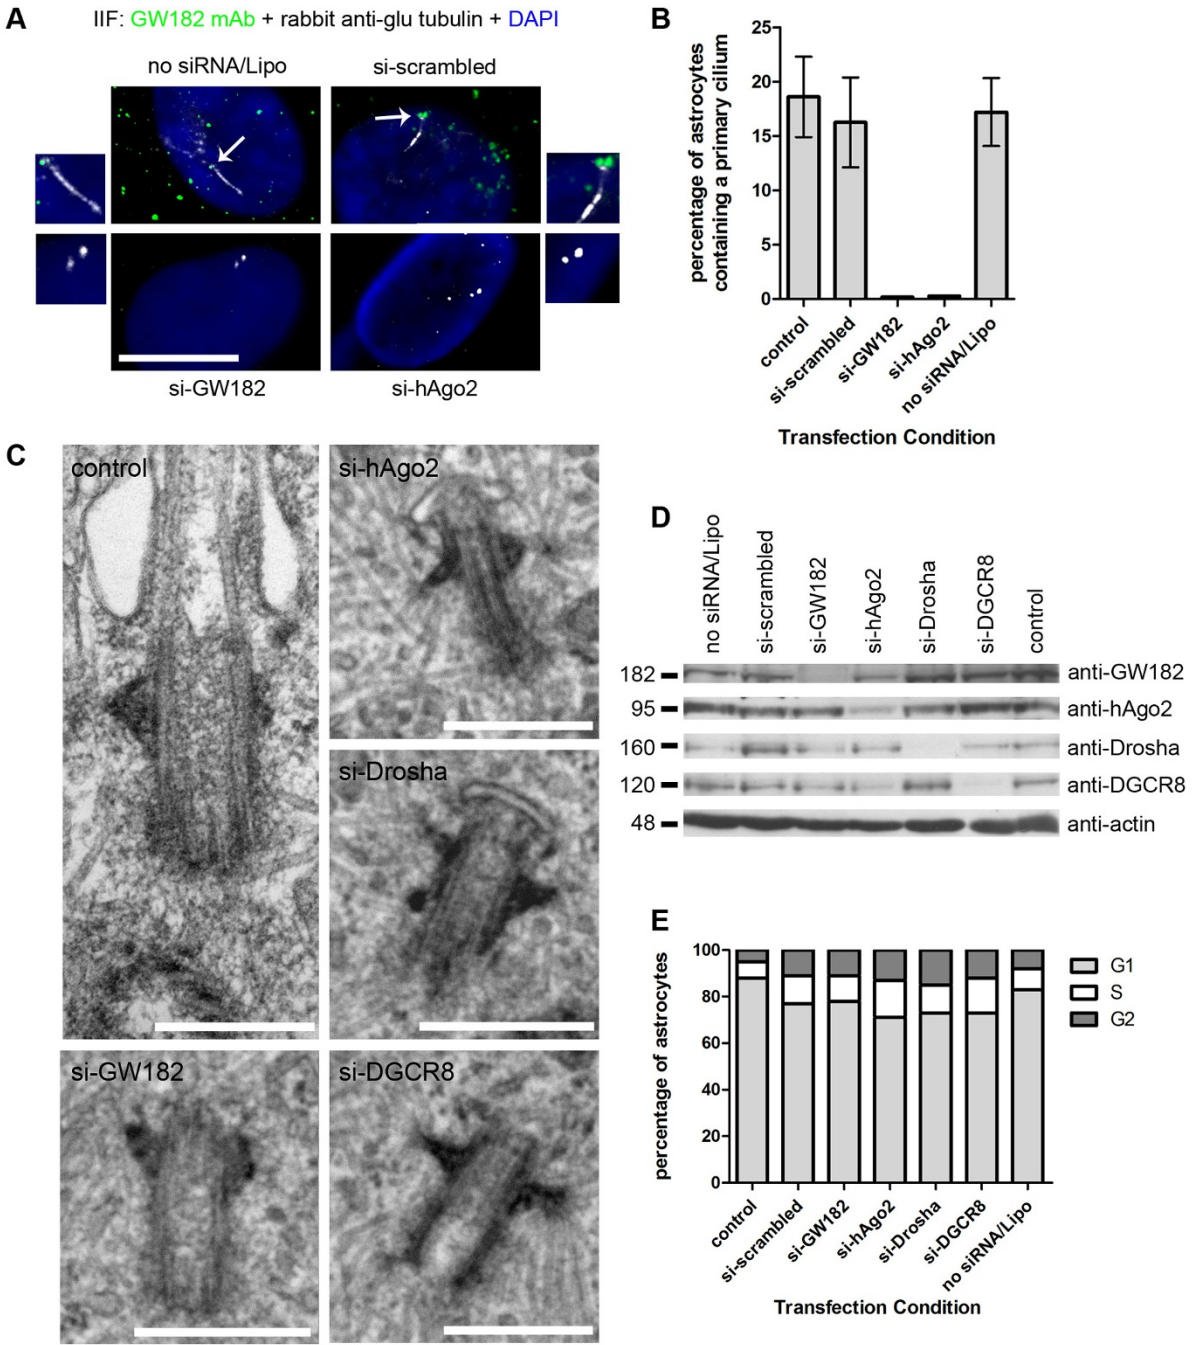 A
IIF: GW182 mAb + rabbit anti-glu tubulin + DAPI
no siRNA/Lipo
si-scrambled
si-GW182
si-hAgo2
B
percentage of astrocytes
containing a primary cilium
25
20
15
10
5
0
control
si-scrambled
si-GW182
si-hAgo2
no siRNA/Lipo
Transfection Condition
C
control
si-hAgo2
si-Drosha
si-GW182
si-DGCR8
D
no siRNA/Lipo
si-scrambled
si-GW182
si-hAgo2
si-Drosha
si-DGCR8
control
182
anti-GW182
95
anti-hAgo2
160
anti-Drosha
120
anti-DGCR8
48
anti-actin
E
percentage of astrocytes
100
80
60
40
20
0
G1
S
G2
control
si-scrambled
si-GW182
si-hAgo2
si-Drosha
si-DGCR8
no siRNA/Lipo
Transfection Condition